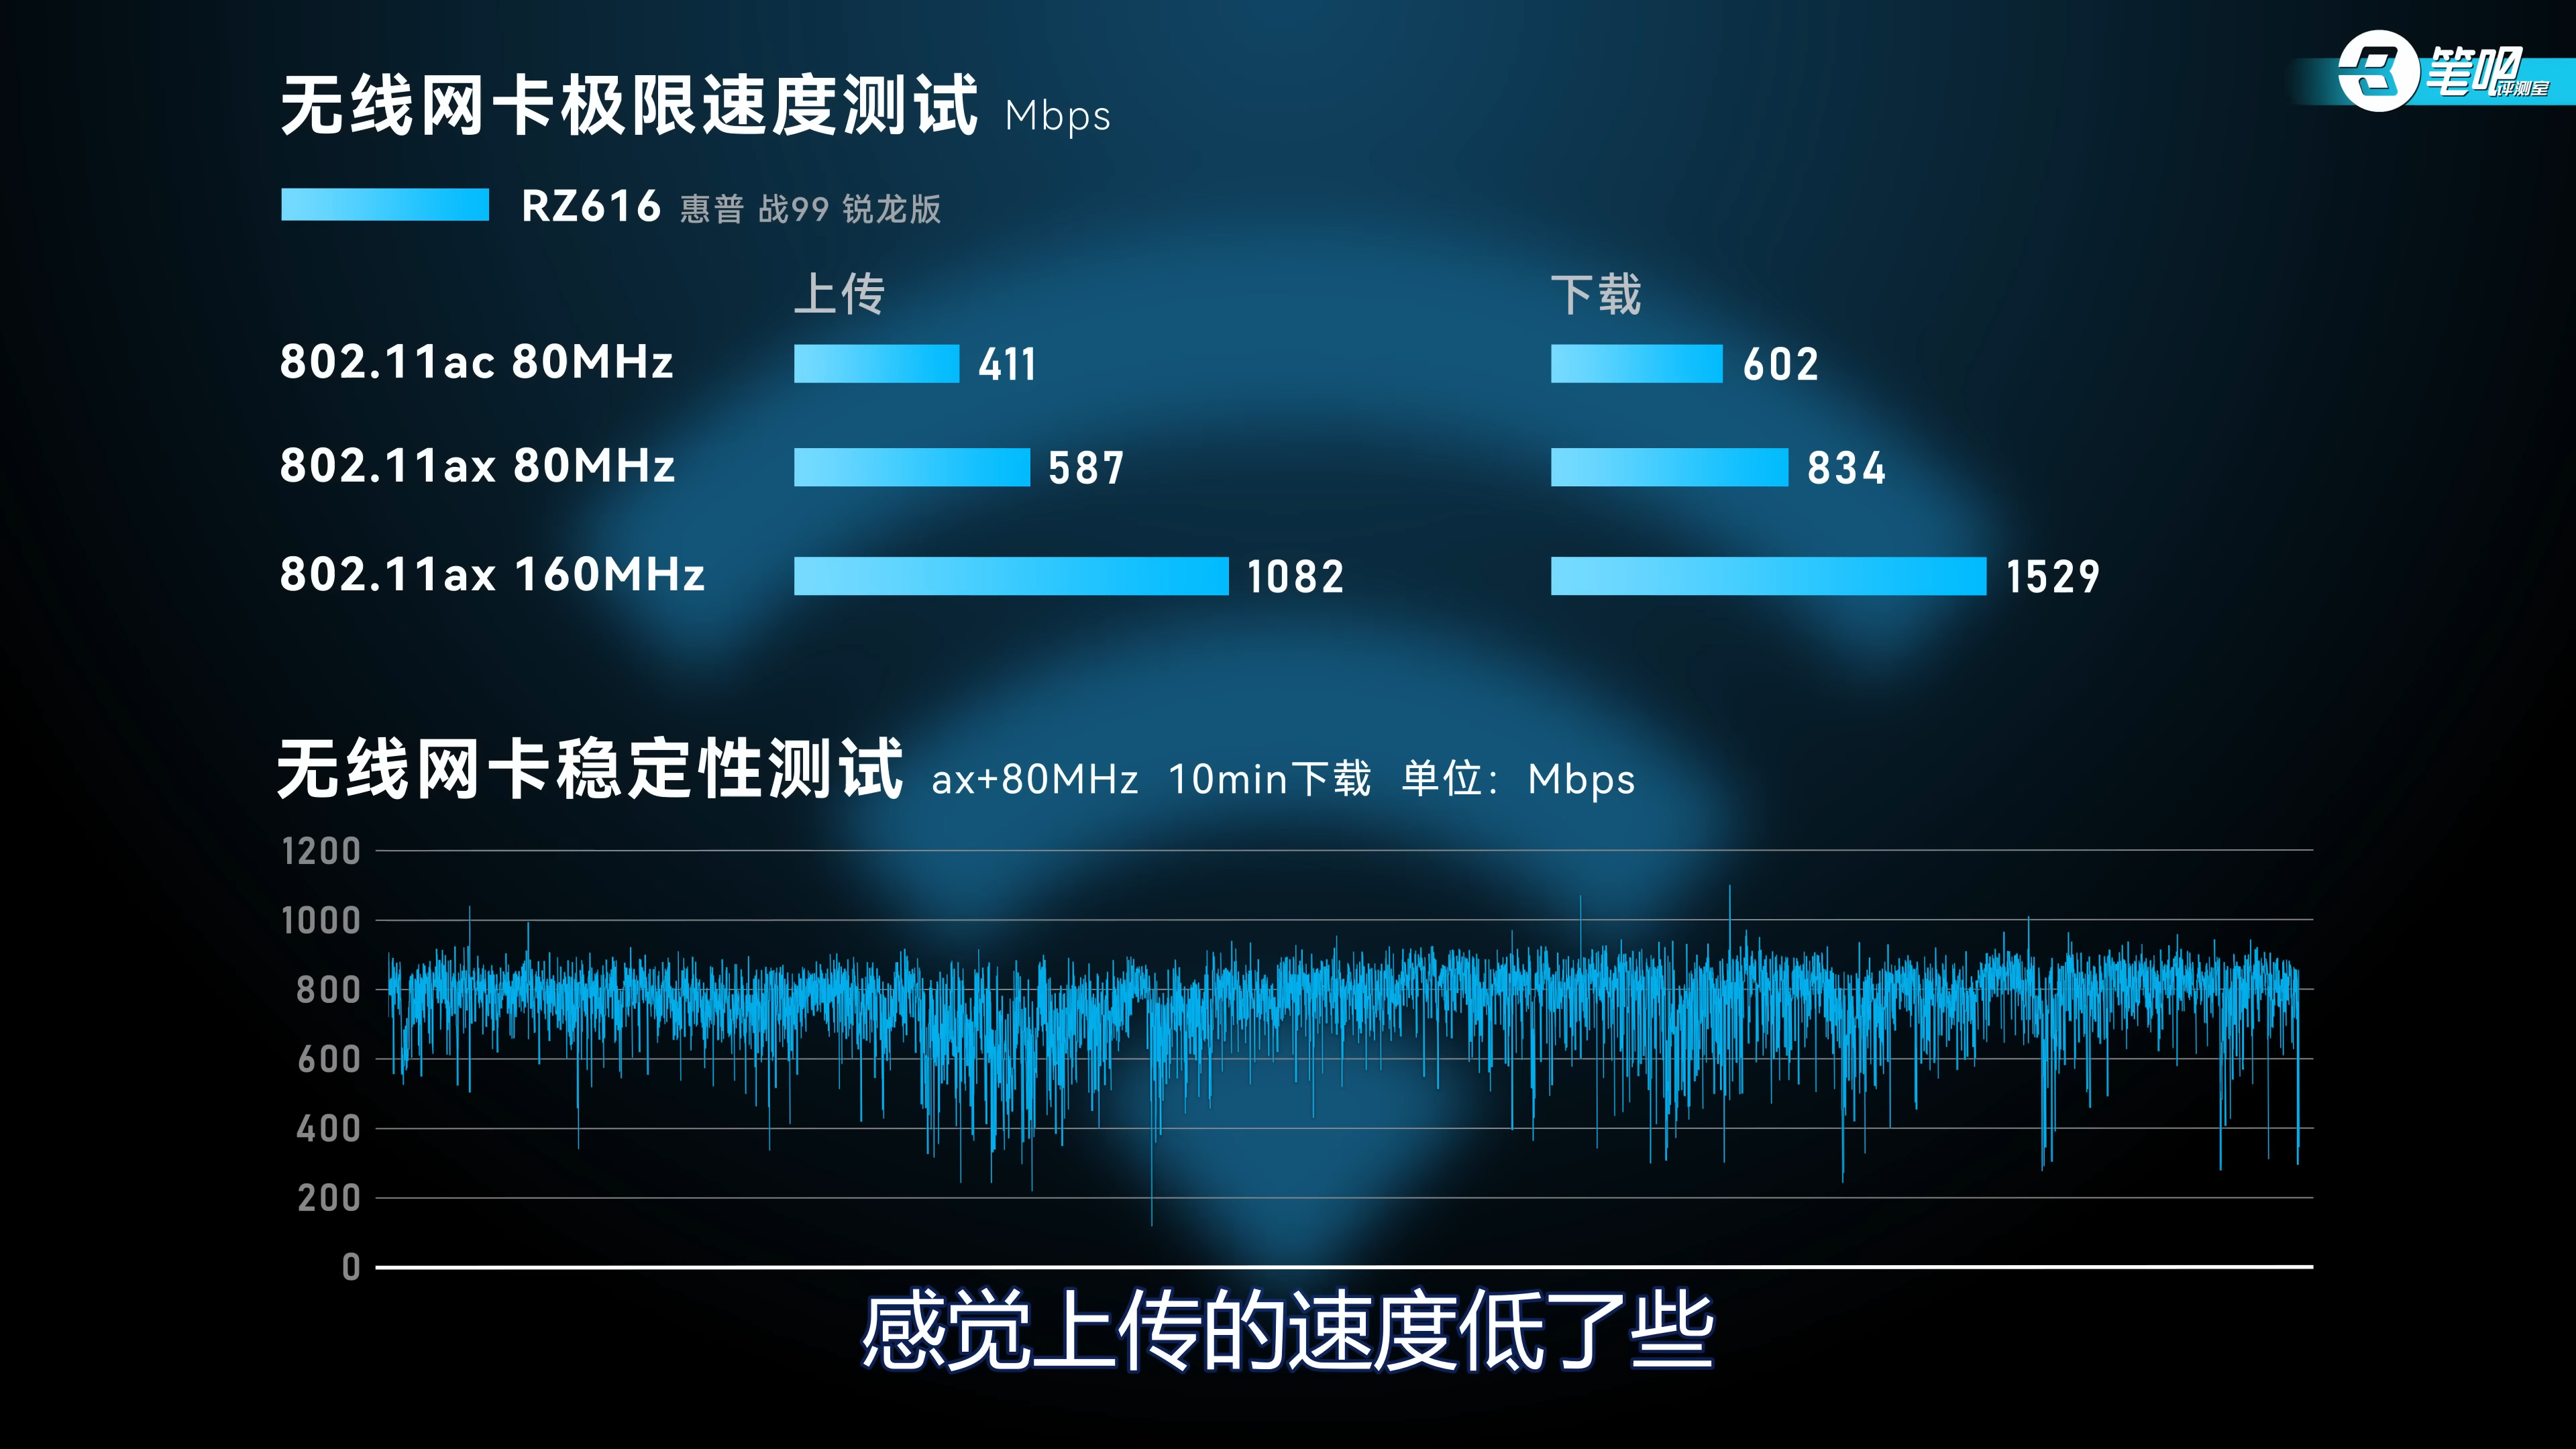 笔吧评测室
无线网卡极限速度测试 Mbps
RZ616 惠普 战99 锐龙版
上传 下载
802.11ac 80MHz 411 602
802.11ax 80MHz 587 834
802.11ax 160MHz 1082 1529
无线网卡稳定性测试 ax+80MHz 10min下载 单位：Mbps
1200
1000
800
600
400
200
0
感觉上传的速度低了些